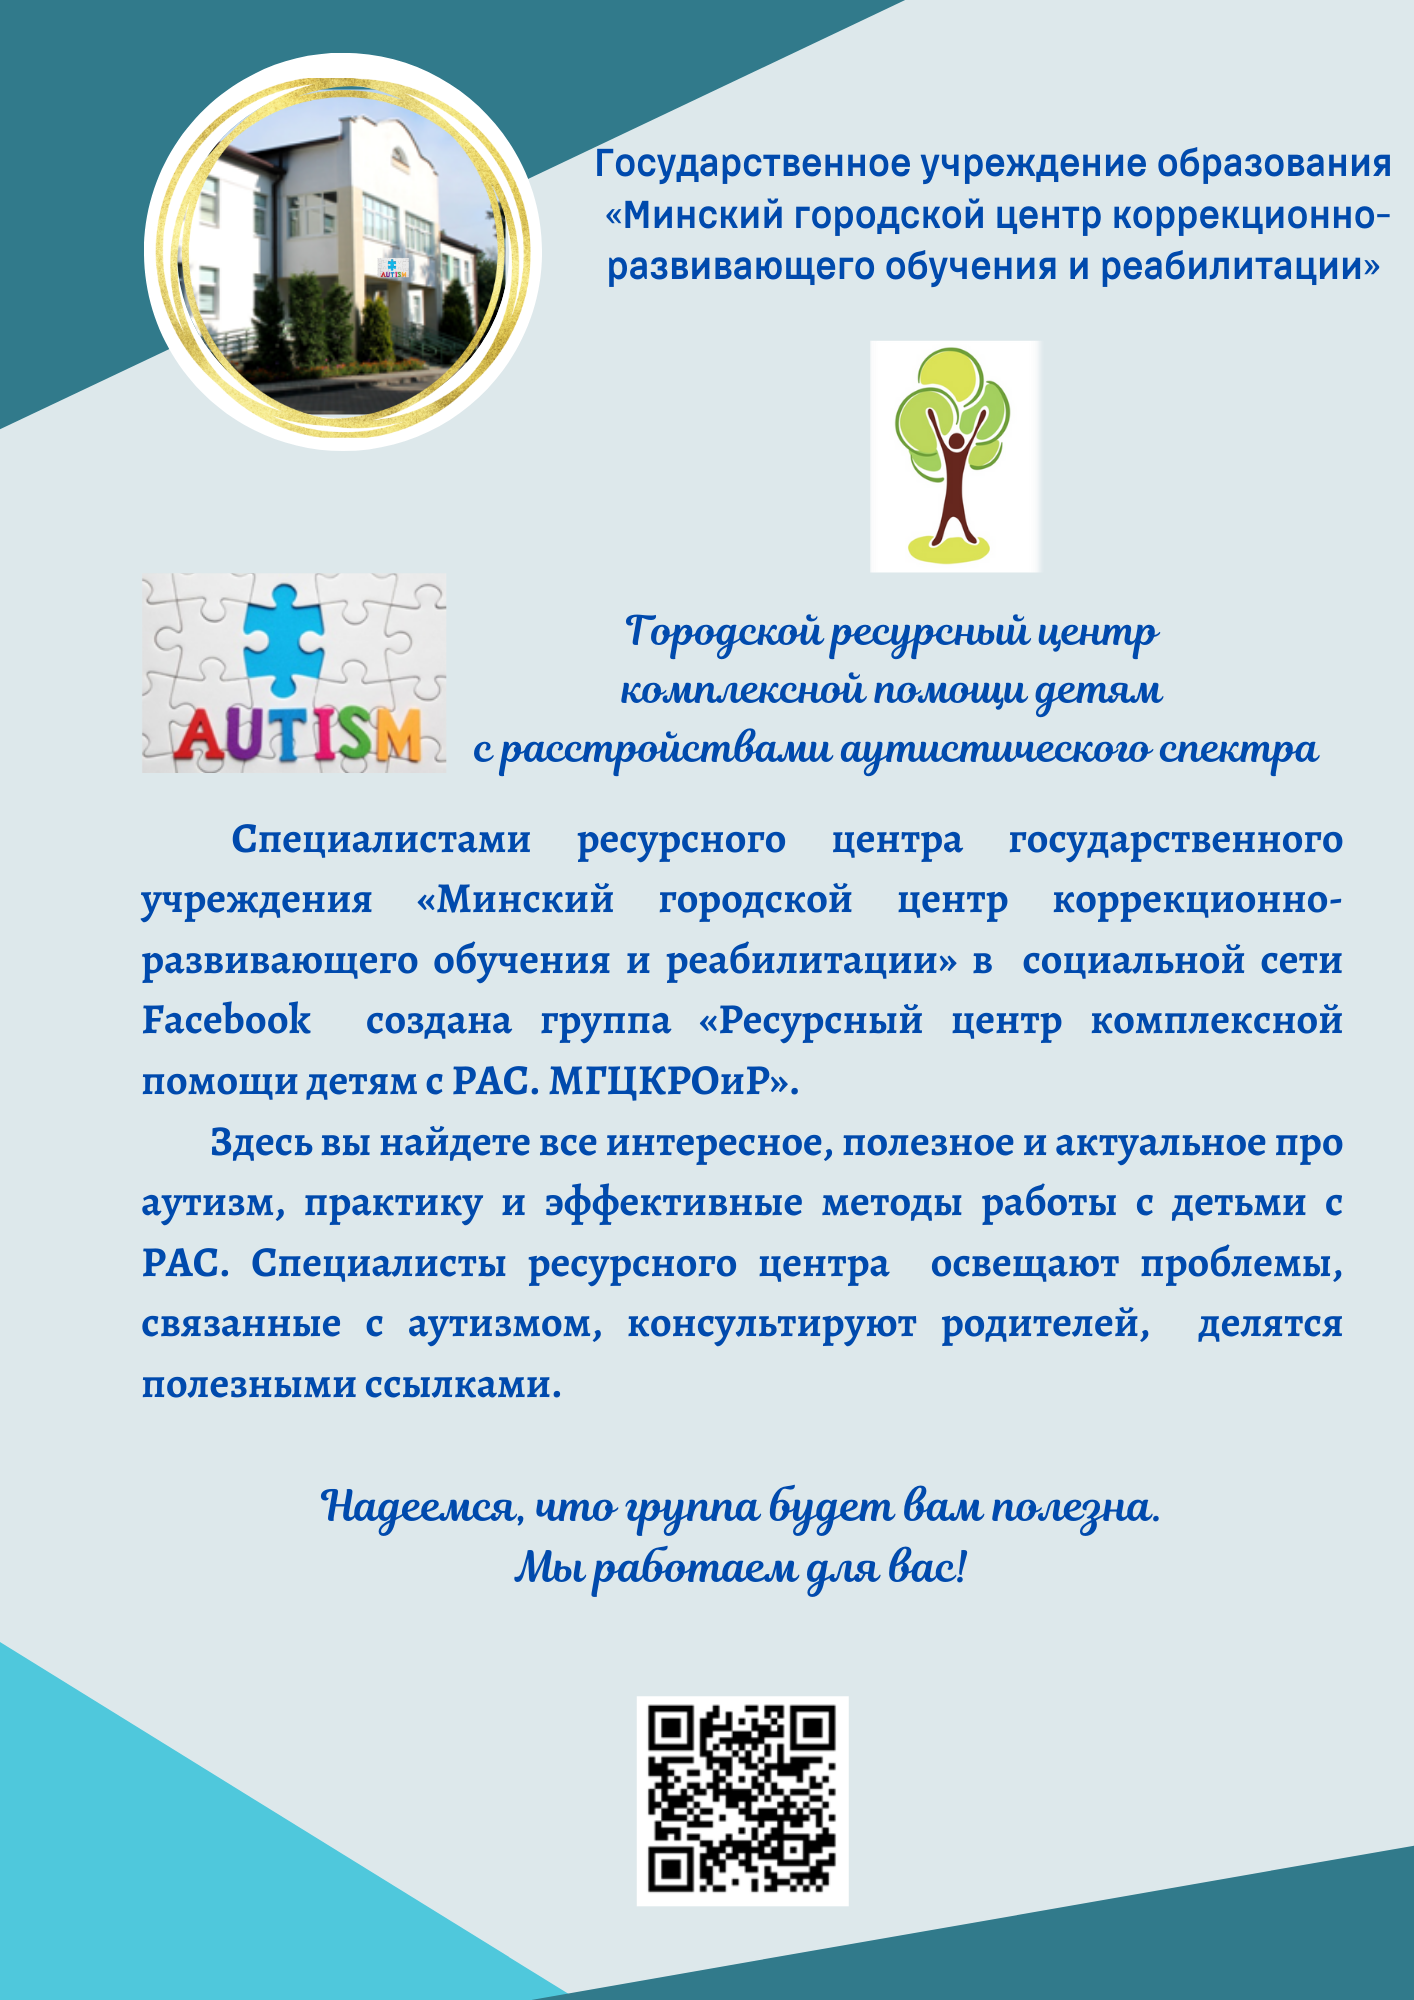 Государственное учреждение образования
«Минский городской центр коррекционно-
развивающего обучения и реабилитации»
AUTISM
Городской ресурсный центр
комплексной помощи детям
с расстройствами аутистического спектра
AUTISM
Специалистами ресурсного центра государственного
учреждения «Минский городской центр коррекционно-
развивающего обучения и реабилитации» в социальной сети
Facebook создана группа «Ресурсный центр комплексной
помощи детям с РАС. МГЦКРОиР».
Здесь вы найдете все интересное, полезное и актуальное про
аутизм, практику и эффективные методы работы с детьми с
РАС. Специалисты ресурсного центра освещают проблемы,
связанные с аутизмом, консультируют родителей, делятся
полезными ссылками.
Надеемся, что группа будет вам полезна.
Мы работаем для вас!